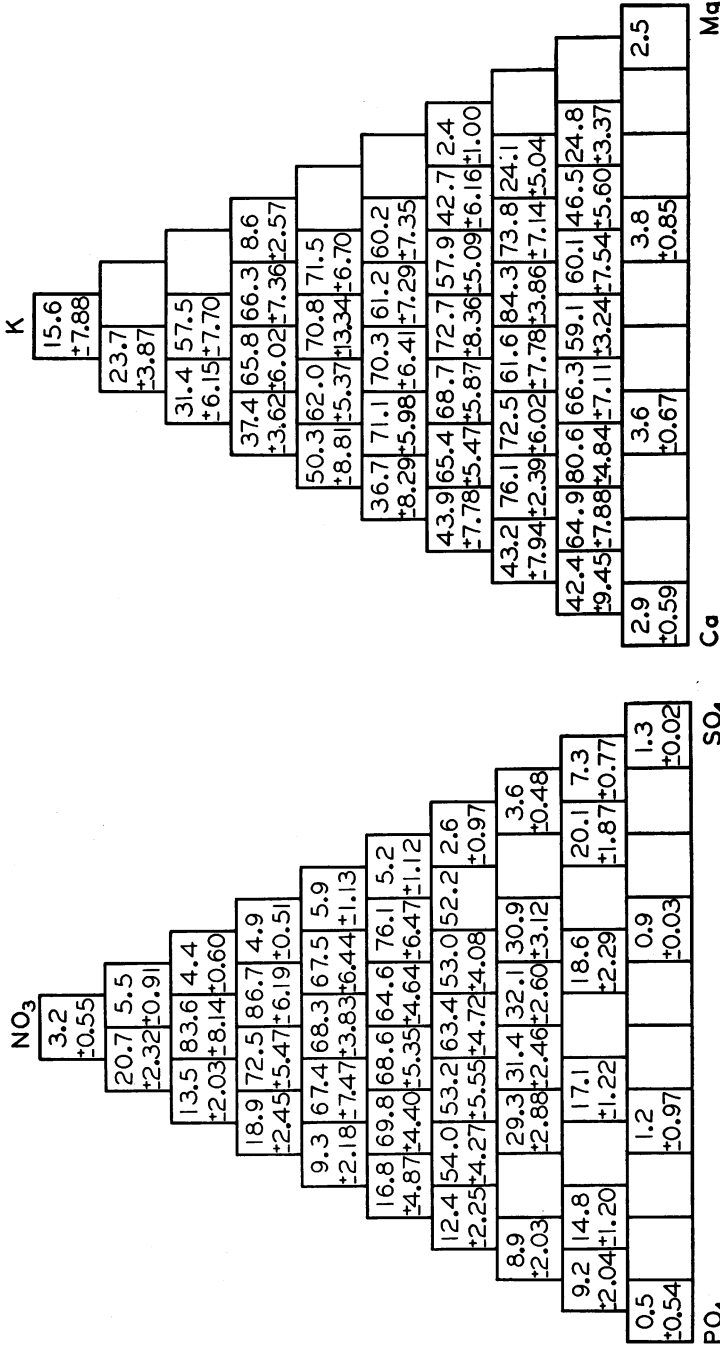 NO3
3.2
±0.55
20.7 5.5
±2.32 ±0.91
13.5 83.6 4.4
±2.03 ±8.14 ±0.60
18.9 72.5 86.7 4.9
±2.45 ±5.47 ±6.19 ±0.51
9.3 67.4 68.3 67.5 5.9
±2.18 ±7.47 ±3.83 ±6.44 ±1.13
16.8 69.8 68.6 64.6 76.1 5.2
±4.87 ±4.40 ±5.35 ±4.64 ±6.47 ±1.12
12.4 54.0 53.2 63.4 53.0 52.2 2.6
±2.25 ±4.27 ±5.55 ±4.72 ±4.08 ±0.97
8.9 29.3 31.4 32.1 30.9 3.6
±2.03 ±2.88 ±2.46 ±2.60 ±3.12 ±0.48
9.2 14.8 17.1 18.6 20.1 7.3
±2.04 ±1.20 ±1.22 ±2.29 ±1.87 ±0.77
0.5 1.2 0.9 1.3
±0.54 ±0.97 ±0.03 ±0.02
PO4 SO4
K
15.6
±7.88
23.7
±3.87
31.4 57.5
±6.15 ±7.70
37.4 65.8 66.3 8.6
±3.62 ±6.02 ±7.36 ±2.57
50.3 62.0 70.8 71.5
±8.81 ±5.37 ±13.34 ±6.70
36.7 71.1 70.3 61.2 60.2
±8.29 ±5.98 ±6.41 ±7.29 ±7.35
43.9 65.4 68.7 72.7 57.9 42.7 2.4
±7.78 ±5.47 ±5.87 ±8.36 ±5.09 ±6.16 ±1.00
43.2 76.1 72.5 61.6 84.3 73.8 24.1
±7.94 ±2.39 ±6.02 ±7.78 ±3.86 ±7.14 ±5.04
42.4 64.9 80.6 66.3 59.1 60.1 46.5 24.8
±9.45 ±7.88 ±4.84 ±7.11 ±3.24 ±7.54 ±5.60 ±3.37
2.9 3.6 3.8 2.5
±0.59 ±0.67 ±0.85
Ca Mg